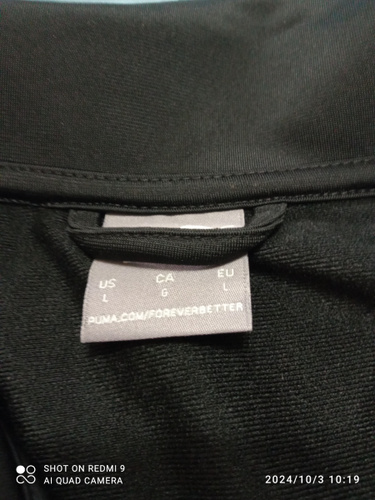 US CA EU
L G L
PUMA.COM/FOREVERBETTER
SHOT ON REDMI 9
AI QUAD CAMERA
2024/10/3 10:19